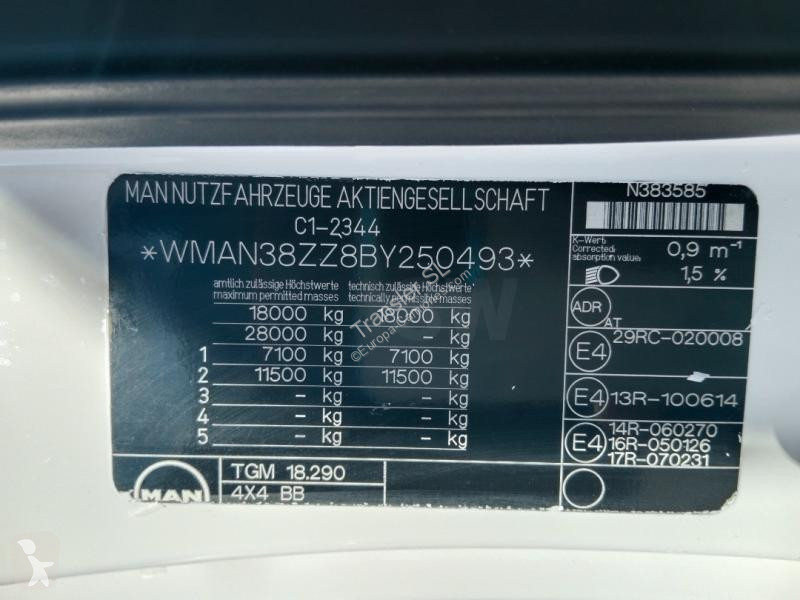 MAN NUTZFAHRZEUGE AKTIENGESELLSCHAFT
C1-2344
*WMAN38ZZ8BY250493*
amtlich zulässige Höchstwerte technisch zulässige Höchstwerte
maximum permitted masses technically permissible masses
18000 kg 18000 kg
28000 kg - kg
1 7100 kg 7100 kg
2 11500 kg 11500 kg
3 - kg - kg
4 - kg - kg
5 - kg - kg
MAN
TGM 18.290
4X4 BB
N383585
K-Wert:
Corrected absorption value: 0,9 m⁻¹
1,5 %
ADR
AT
E4 29RC-020008
E4 13R-100614
14R-060270
E4 16R-050126
17R-070231